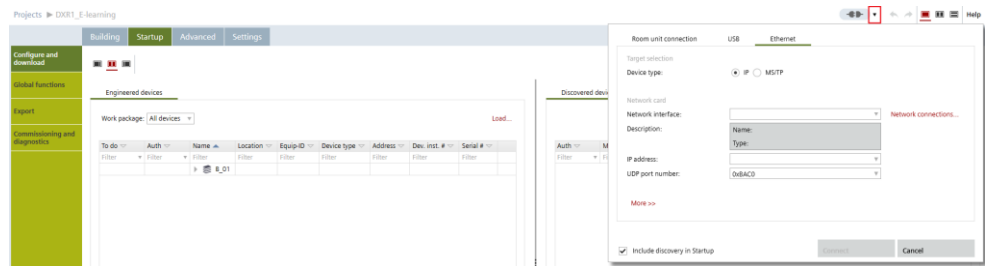 Projects ▶ DXR1_E-learning
Help
Building Startup Advanced Settings
Configure and
download
Global functions
Export
Commissioning and
diagnostics
Engineered devices
Work package: All devices
Load...
To do Auth Name Location Equip-ID Device type Address Dev. inst. # Serial #
Filter Filter Filter Filter Filter Filter Filter Filter Filter
B_01
Discovered devi
Auth M
Filter Fi
Room unit connection USB Ethernet
Target selection
Device type: IP MS/TP
Network card
Network interface: Network connections...
Description: Name:
Type:
IP address:
UDP port number: 0xBAC0
More >>
Include discovery in Startup
Connect Cancel